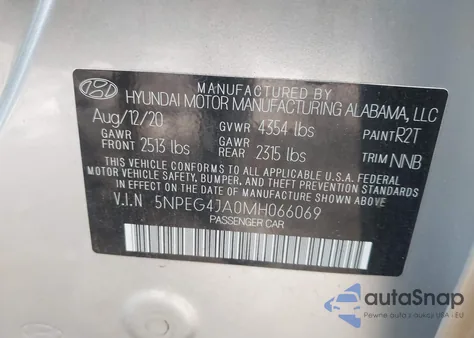 MANUFACTURED BY
HYUNDAI MOTOR MANUFACTURING ALABAMA, LLC
Aug/12/20 GVWR 4354 lbs PAINT R2T
GAWR FRONT 2513 lbs GAWR REAR 2315 lbs TRIM NNB
THIS VEHICLE CONFORMS TO ALL APPLICABLE U.S. FEDERAL
MOTOR VEHICLE SAFETY, BUMPER, AND THEFT PREVENTION STANDARDS
IN EFFECT ON THE DATE OF MANUFACTURE SHOWN ABOVE.
V.I.N 5NPEG4JA0MH066069
PASSENGER CAR
autoSnap
Pewne auta z aukcji USA i EU